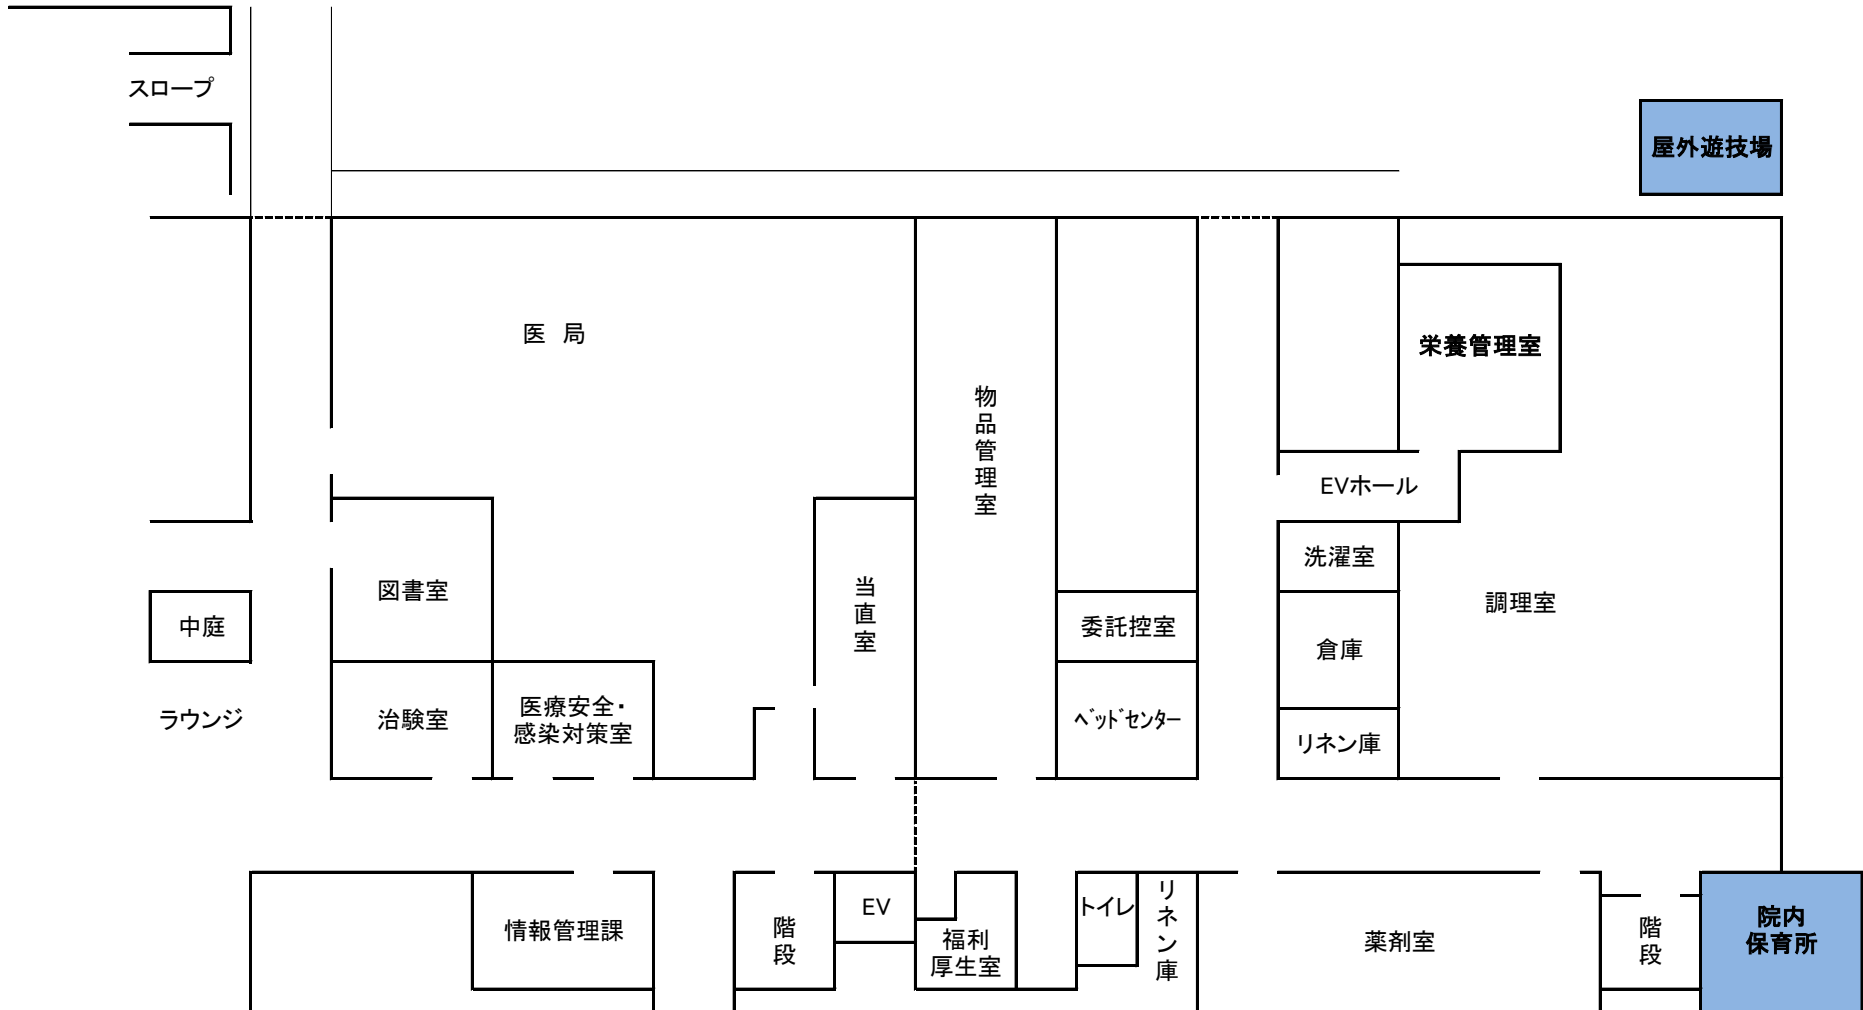 スロープ
屋外遊技場
医 局
栄養管理室
物品管理室
EVホール
洗濯室
図書室
当直室
調理室
中庭
委託控室
倉庫
ラウンジ
治験室
医療安全・
感染対策室
ﾍﾞｯﾄﾞｾﾝﾀｰ
リネン庫
情報管理課
階段
EV
福利
厚生室
トイレ
リネン庫
薬剤室
階段
院内
保育所